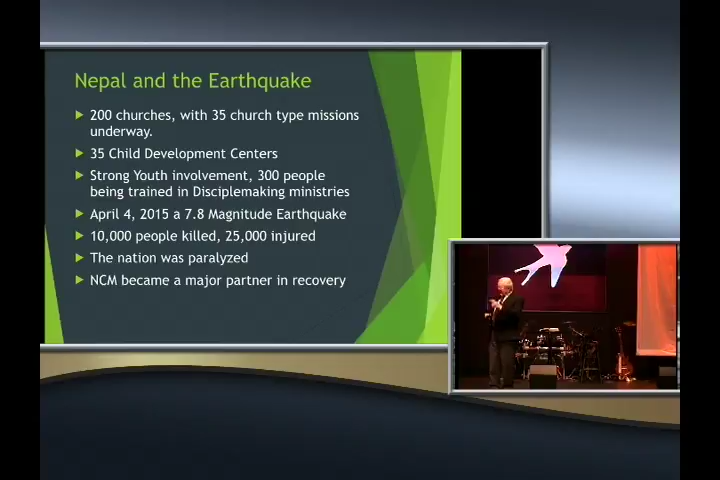 Nepal and the Earthquake
200 churches, with 35 church type missions
underway.
35 Child Development Centers
Strong Youth involvement, 300 people
being trained in Disciplemaking ministries
April 4, 2015 a 7.8 Magnitude Earthquake
10,000 people killed, 25,000 injured
The nation was paralyzed
NCM became a major partner in recovery